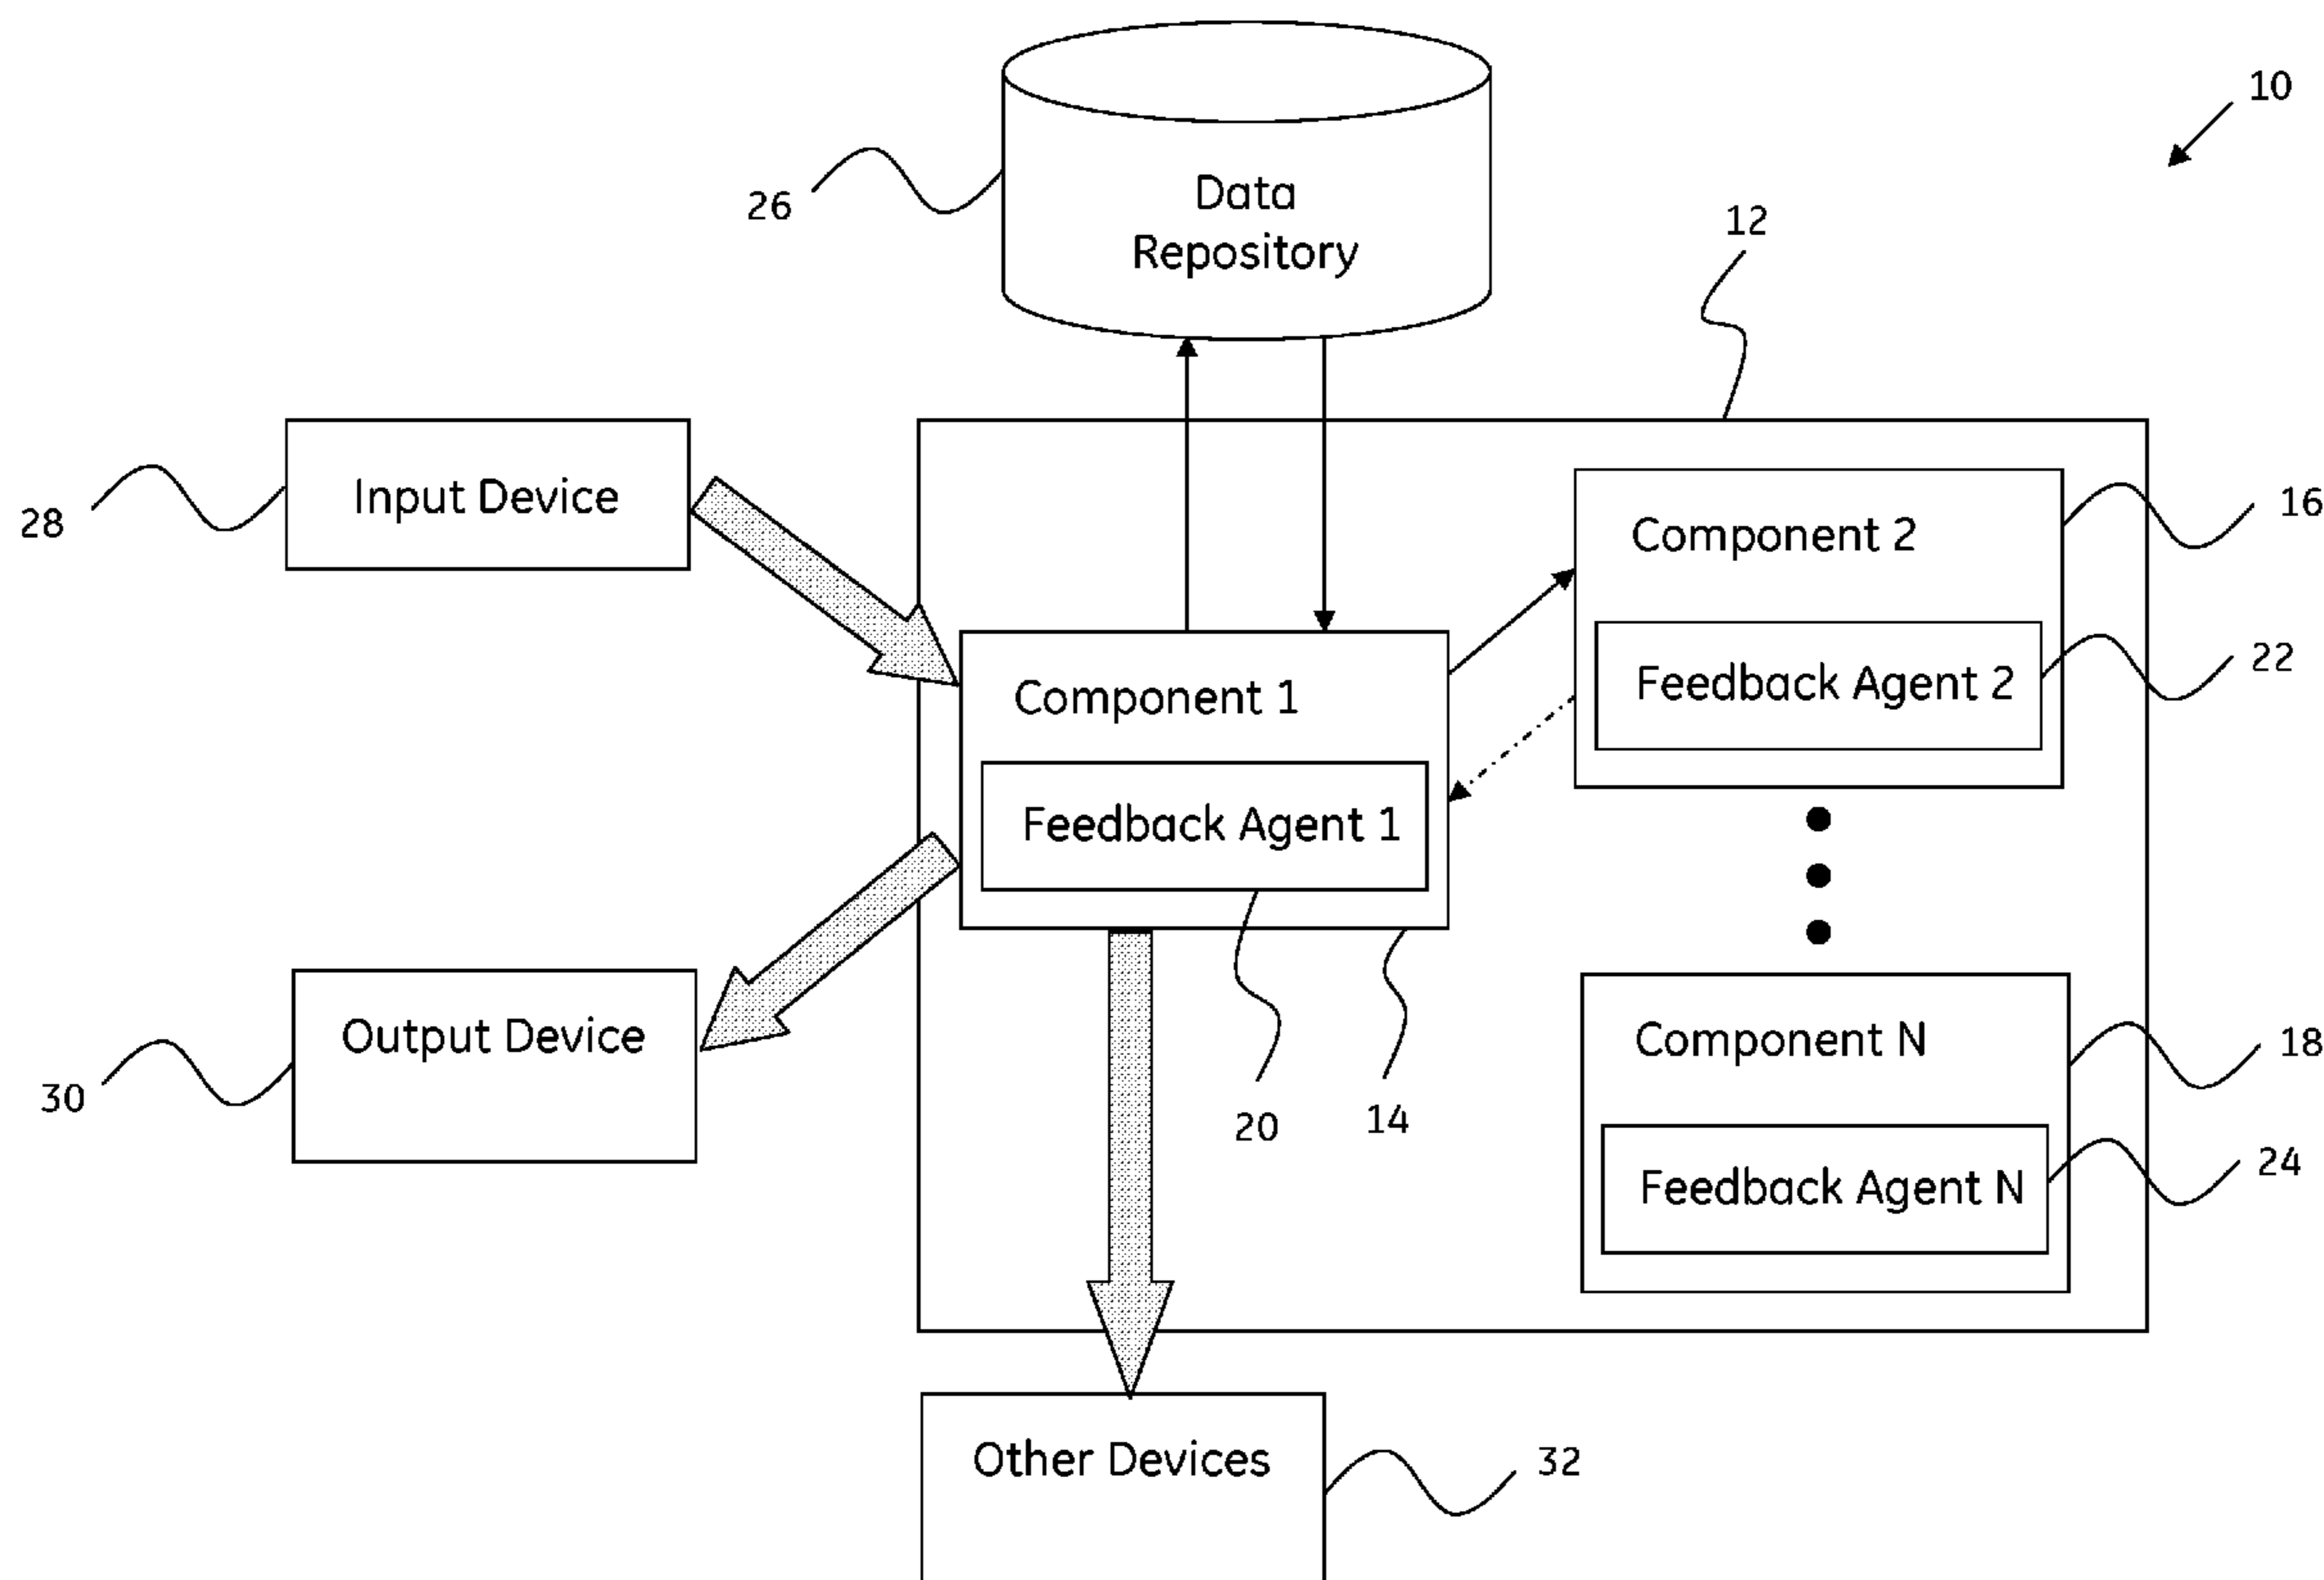 10
26
Data
Repository
12
28
Input Device
Component 2
16
Feedback Agent 2
22
Component 1
Feedback Agent 1
Output Device
30
20
14
Component N
18
Feedback Agent N
24
Other Devices
32